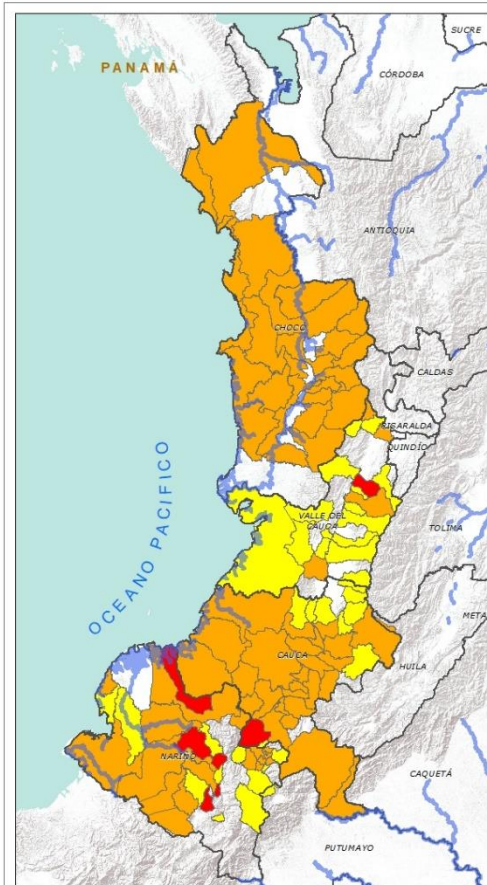 SUCRE
PANAMÁ
CÓRDOBA
ANTIOQUIA
CHOCÓ
CALDAS
RISARALDA
QUINDÍO
OCEANO PACIFICO
VALLE DEL
CAUCA
TOLIMA
META
CAUCA
HUILA
NARIÑO
CAQUETÁ
PUTUMAYO